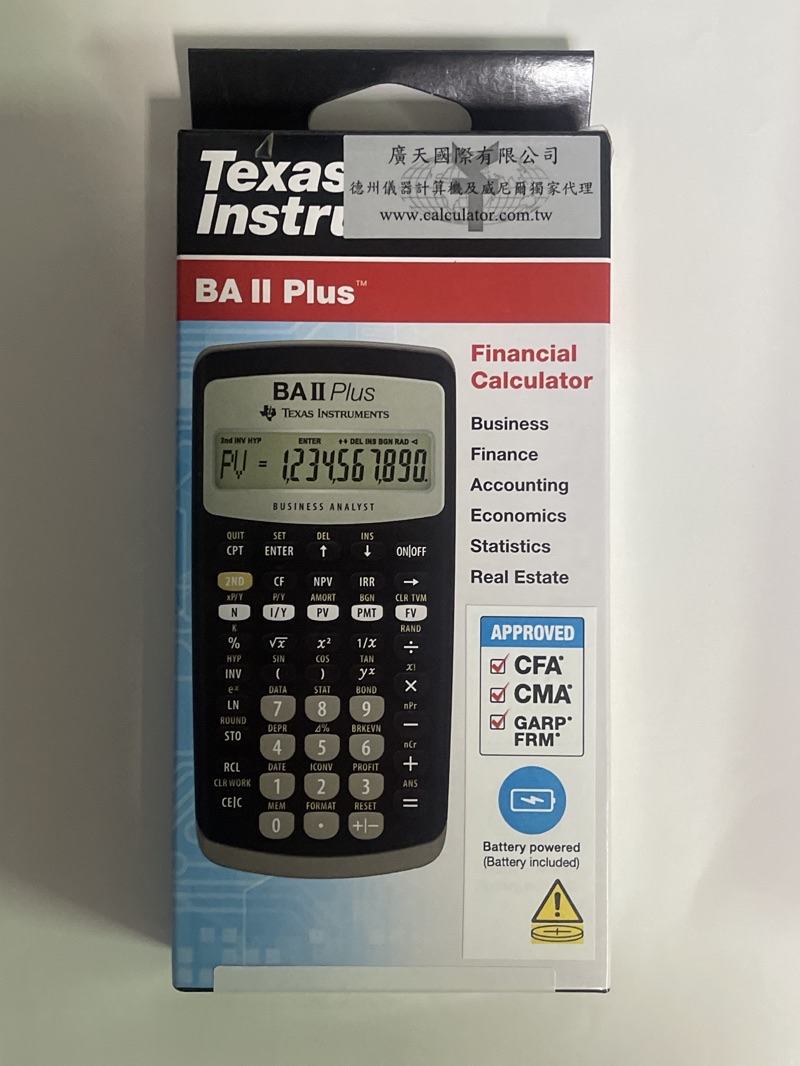 Texas
Instru
廣天國際有限公司
德州儀器計算機及威尼爾獨家代理
www.calculator.com.tw
BA II Plus™
Financial
Calculator
Business
Finance
Accounting
Economics
Statistics
Real Estate
APPROVED
CFA®
CMA®
GARP®
FRM®
Battery powered
(Battery included)
BA II Plus
TEXAS INSTRUMENTS
2nd INV HYP ENTER ↑↓ DEL INS BGN RAD ◁
PV = 1,234,567,890.
BUSINESS ANALYST
QUIT SET DEL INS
CPT ENTER ↑ ↓ ON|OFF
2ND CF NPV IRR →
xP/Y P/Y AMORT BGN CLR TVM
N I/Y PV PMT FV
K RAND
% √x x² 1/x ÷
HYP SIN COS TAN x!
INV ( ) yˣ ×
eˣ DATA STAT BOND nPr
LN 7 8 9 −
ROUND DEPR Δ% BRKEVN nCr
STO 4 5 6 +
DATE ICONV PROFIT ANS
RCL 1 2 3 =
CLR WORK MEM FORMAT RESET
CE|C 0 . +|−